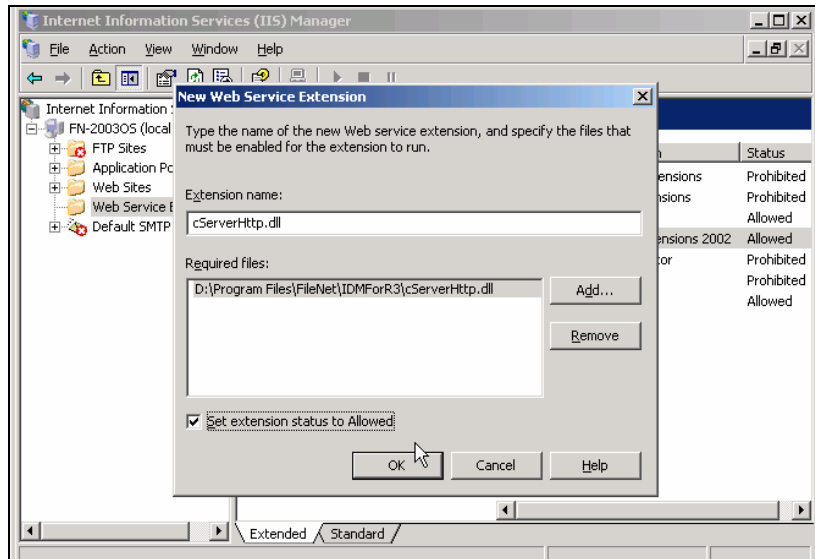 Internet Information Services (IIS) Manager
File Action View Window Help
Internet Information
FN-2003OS (local
FTP Sites
Application Po
Web Sites
Web Service E
Default SMTP
New Web Service Extension
Type the name of the new Web service extension, and specify the files that
must be enabled for the extension to run.
Extension name:
cServerHttp.dll
Required files:
D:\Program Files\FileNet\IDMForR3\cServerHttp.dll
Add...
Remove
Set extension status to Allowed
OK Cancel Help
Status
ensions Prohibited
nsions Prohibited
Allowed
ensions 2002 Allowed
tor Prohibited
Prohibited
Allowed
Extended Standard